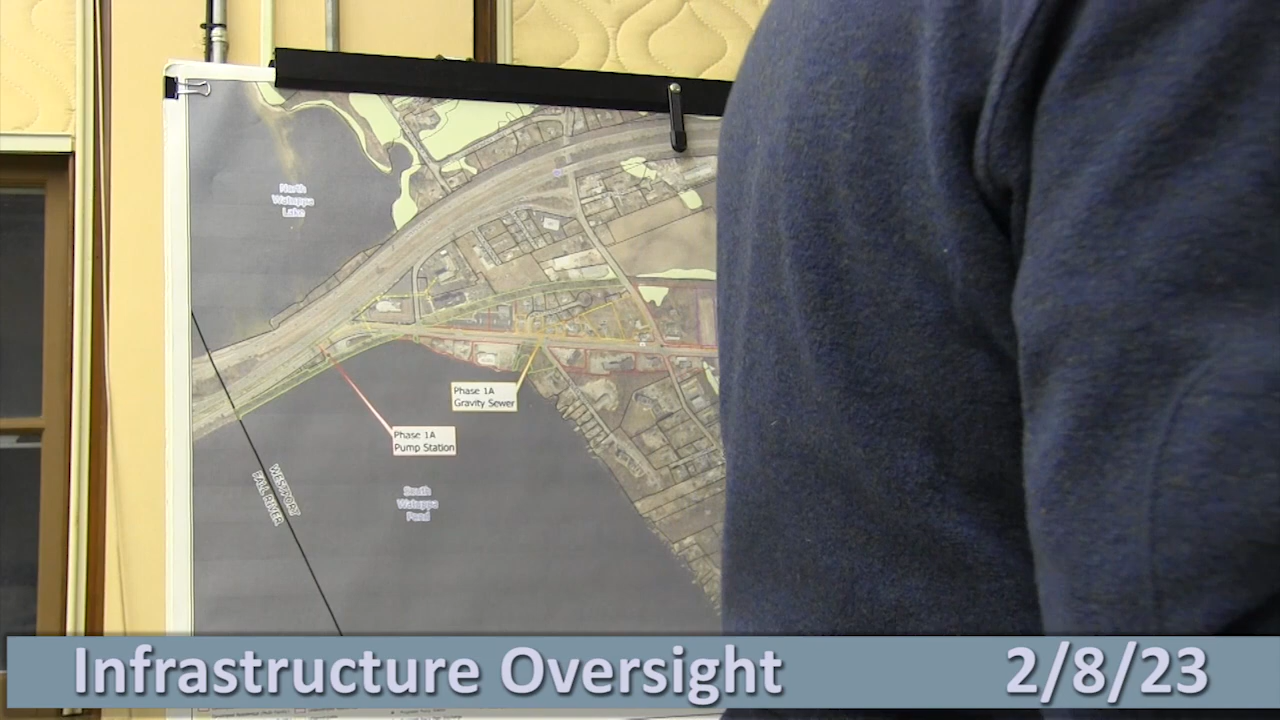 North
Watuppa
Lake
Phase 1A
Gravity Sewer
Phase 1A
Pump Station
WESTPORT
FALL RIVER
South
Watuppa
Pond
Infrastructure Oversight 2/8/23